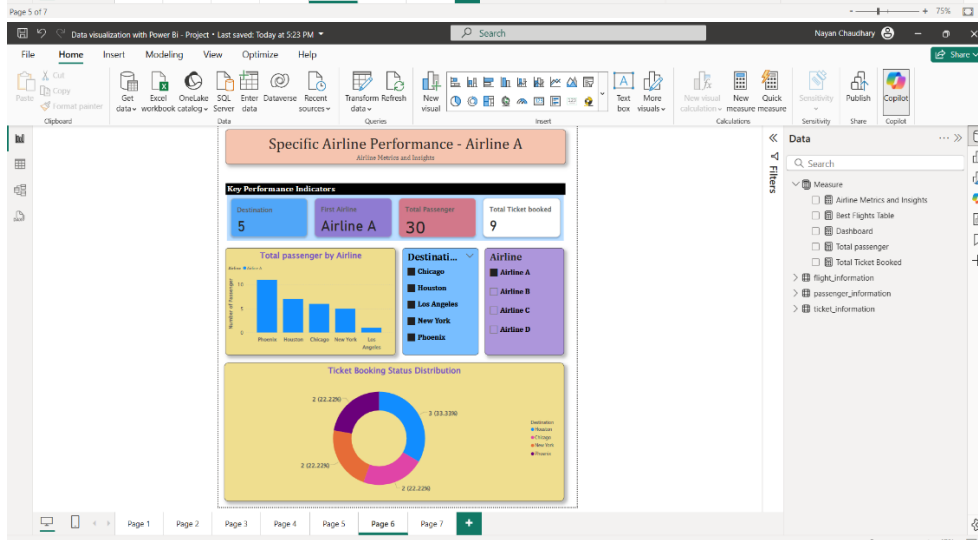 Page 5 of 7
75%
Data visualization with Power Bi - Project • Last saved: Today at 5:23 PM
Search
Nayan Chaudhary
File Home Insert Modeling View Optimize Help
Share
Paste
Cut
Copy
Format painter
Get data
Excel workbook
OneLake catalog
SQL Server
Enter data
Dataverse
Recent sources
Transform data
Refresh
New visual
Text box
More visuals
New visual calculation
New measure
Quick measure
Sensitivity
Publish
Copilot
Clipboard
Data
Queries
Insert
Calculations
Sensitivity
Share
Copilot
Specific Airline Performance - Airline A
Airline Metrics and Insights
Key Performance Indicators
Destination
5
First Airline
Airline A
Total Passenger
30
Total Ticket booked
9
Total passenger by Airline
Airline Airline A
Number of Passenger
10
5
0
Phoenix Houston Chicago New York Los Angeles
Destinati...
Chicago
Houston
Los Angeles
New York
Phoenix
Airline
Airline A
Airline B
Airline C
Airline D
Ticket Booking Status Distribution
2 (22.22%)
3 (33.33%)
2 (22.22%)
2 (22.22%)
Destination
Houston
Chicago
New York
Phoenix
Filters
Data
Search
Measure
Airline Metrics and Insights
Best Flights Table
Dashboard
Total passenger
Total Ticket Booked
flight_information
passenger_information
ticket_information
Page 1 Page 2 Page 3 Page 4 Page 5 Page 6 Page 7